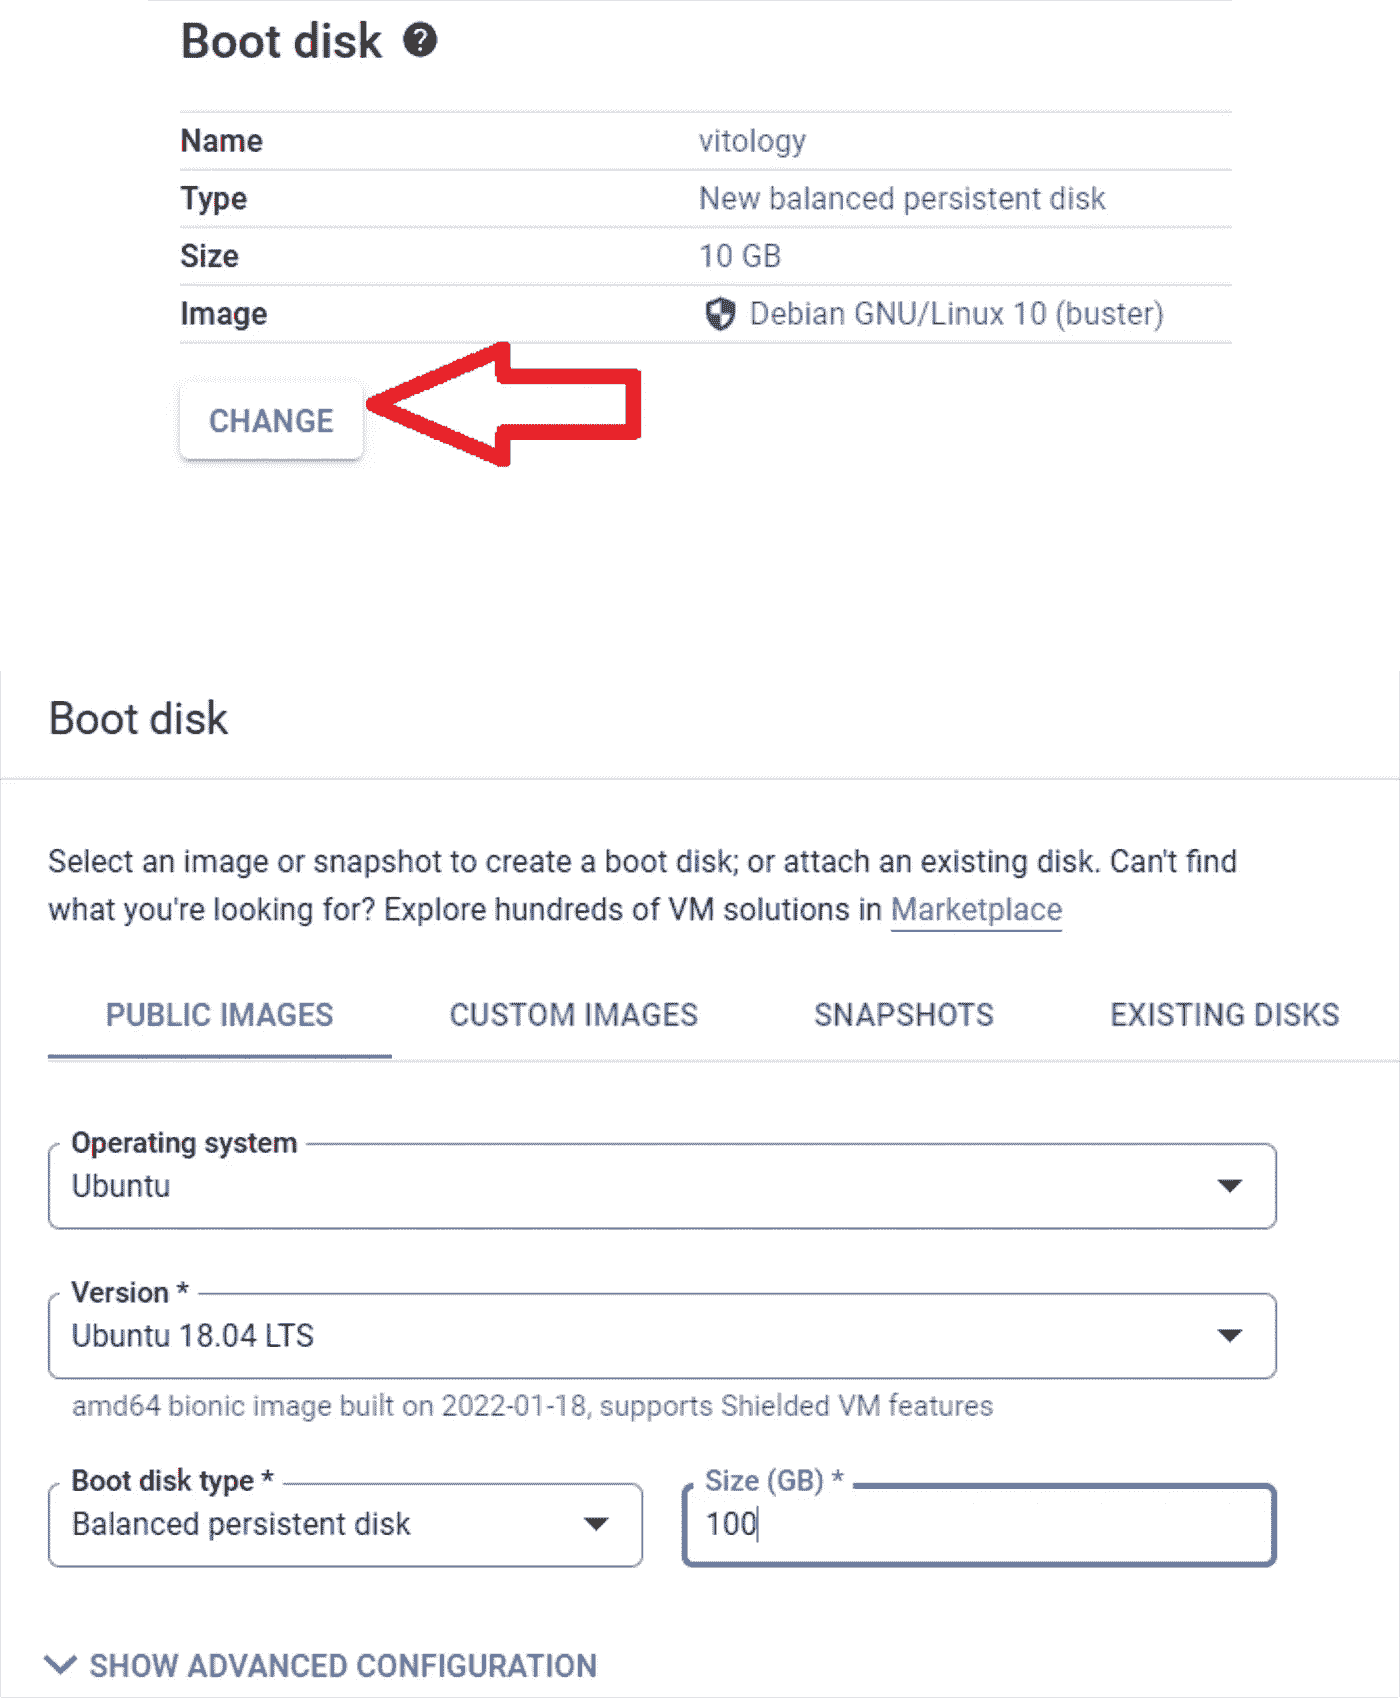 Boot disk ?
Name vitology
Type New balanced persistent disk
Size 10 GB
Image Debian GNU/Linux 10 (buster)
CHANGE
Boot disk
Select an image or snapshot to create a boot disk; or attach an existing disk. Can't find
what you're looking for? Explore hundreds of VM solutions in Marketplace
PUBLIC IMAGES CUSTOM IMAGES SNAPSHOTS EXISTING DISKS
Operating system
Ubuntu
Version *
Ubuntu 18.04 LTS
amd64 bionic image built on 2022-01-18, supports Shielded VM features
Boot disk type * Size (GB) *
Balanced persistent disk 100
SHOW ADVANCED CONFIGURATION